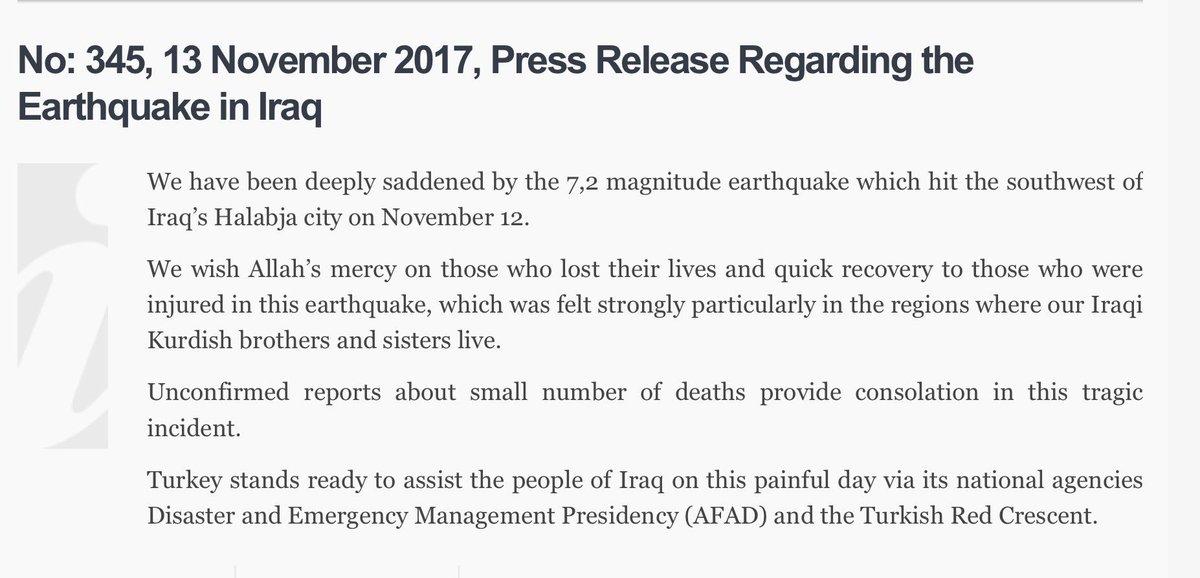 No: 345, 13 November 2017, Press Release Regarding the
Earthquake in Iraq
We have been deeply saddened by the 7,2 magnitude earthquake which hit the southwest of
Iraq’s Halabja city on November 12.
We wish Allah’s mercy on those who lost their lives and quick recovery to those who were
injured in this earthquake, which was felt strongly particularly in the regions where our Iraqi
Kurdish brothers and sisters live.
Unconfirmed reports about small number of deaths provide consolation in this tragic
incident.
Turkey stands ready to assist the people of Iraq on this painful day via its national agencies
Disaster and Emergency Management Presidency (AFAD) and the Turkish Red Crescent.